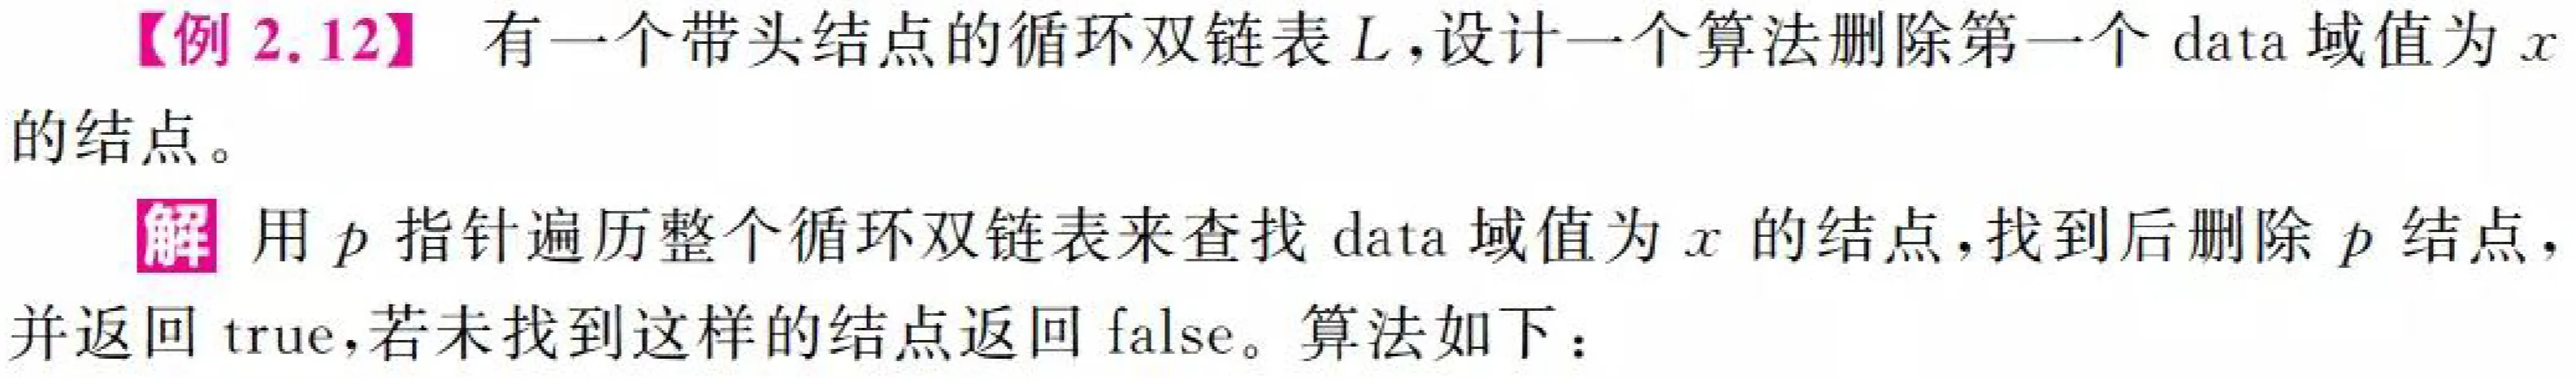 【例 2.12】 有一个带头结点的循环双链表 L,设计一个算法删除第一个 data 域值为 x
的结点。
解 用 p 指针遍历整个循环双链表来查找 data 域值为 x 的结点,找到后删除 p 结点,
并返回 true,若未找到这样的结点返回 false。算法如下: